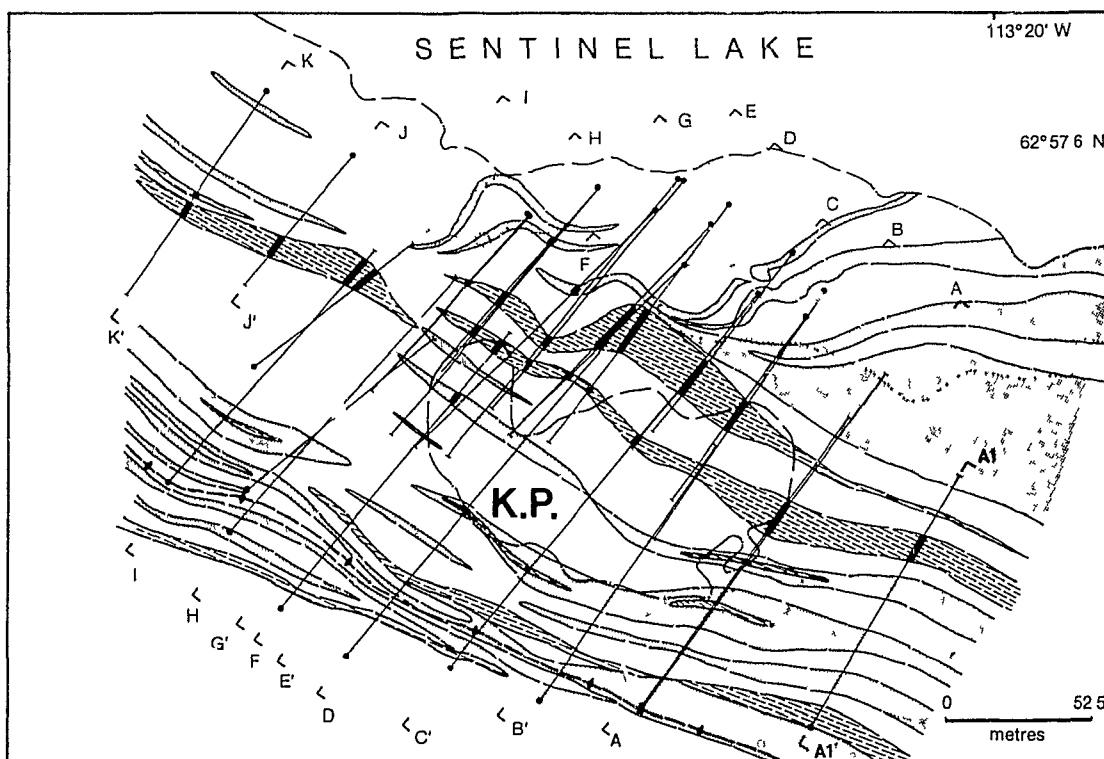 113°20' W
SENTINEL LAKE
K
I
J
H
G
E
D
62°57 6 N
C
B
F
A
J'
K'
A1
K.P.
I
H
G'
F
E'
D
C'
B'
A
A1'
0 52 5
metres